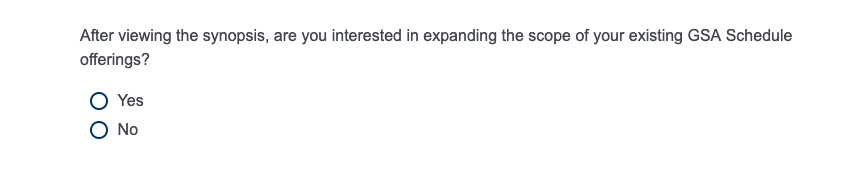 After viewing the synopsis, are you interested in expanding the scope of your existing GSA Schedule
offerings?
Yes
No